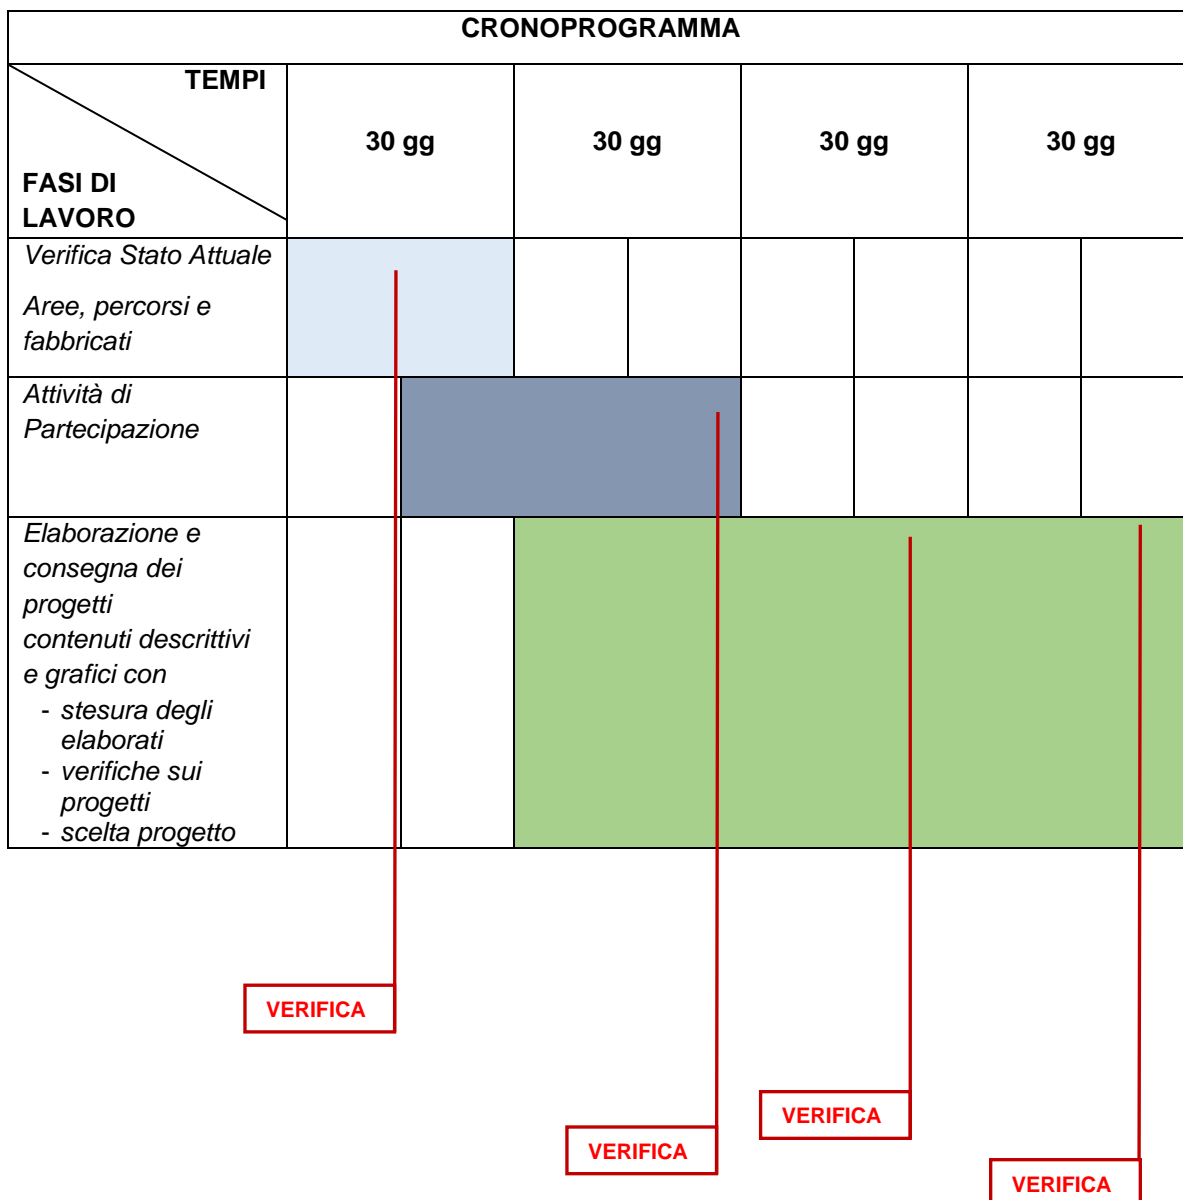 CRONOPROGRAMMA
TEMPI
FASI DI
LAVORO
30 gg
30 gg
30 gg
30 gg
Verifica Stato Attuale
Aree, percorsi e
fabbricati
Attività di
Partecipazione
Elaborazione e
consegna dei
progetti
contenuti descrittivi
e grafici con
- stesura degli
elaborati
- verifiche sui
progetti
- scelta progetto
VERIFICA
VERIFICA
VERIFICA
VERIFICA